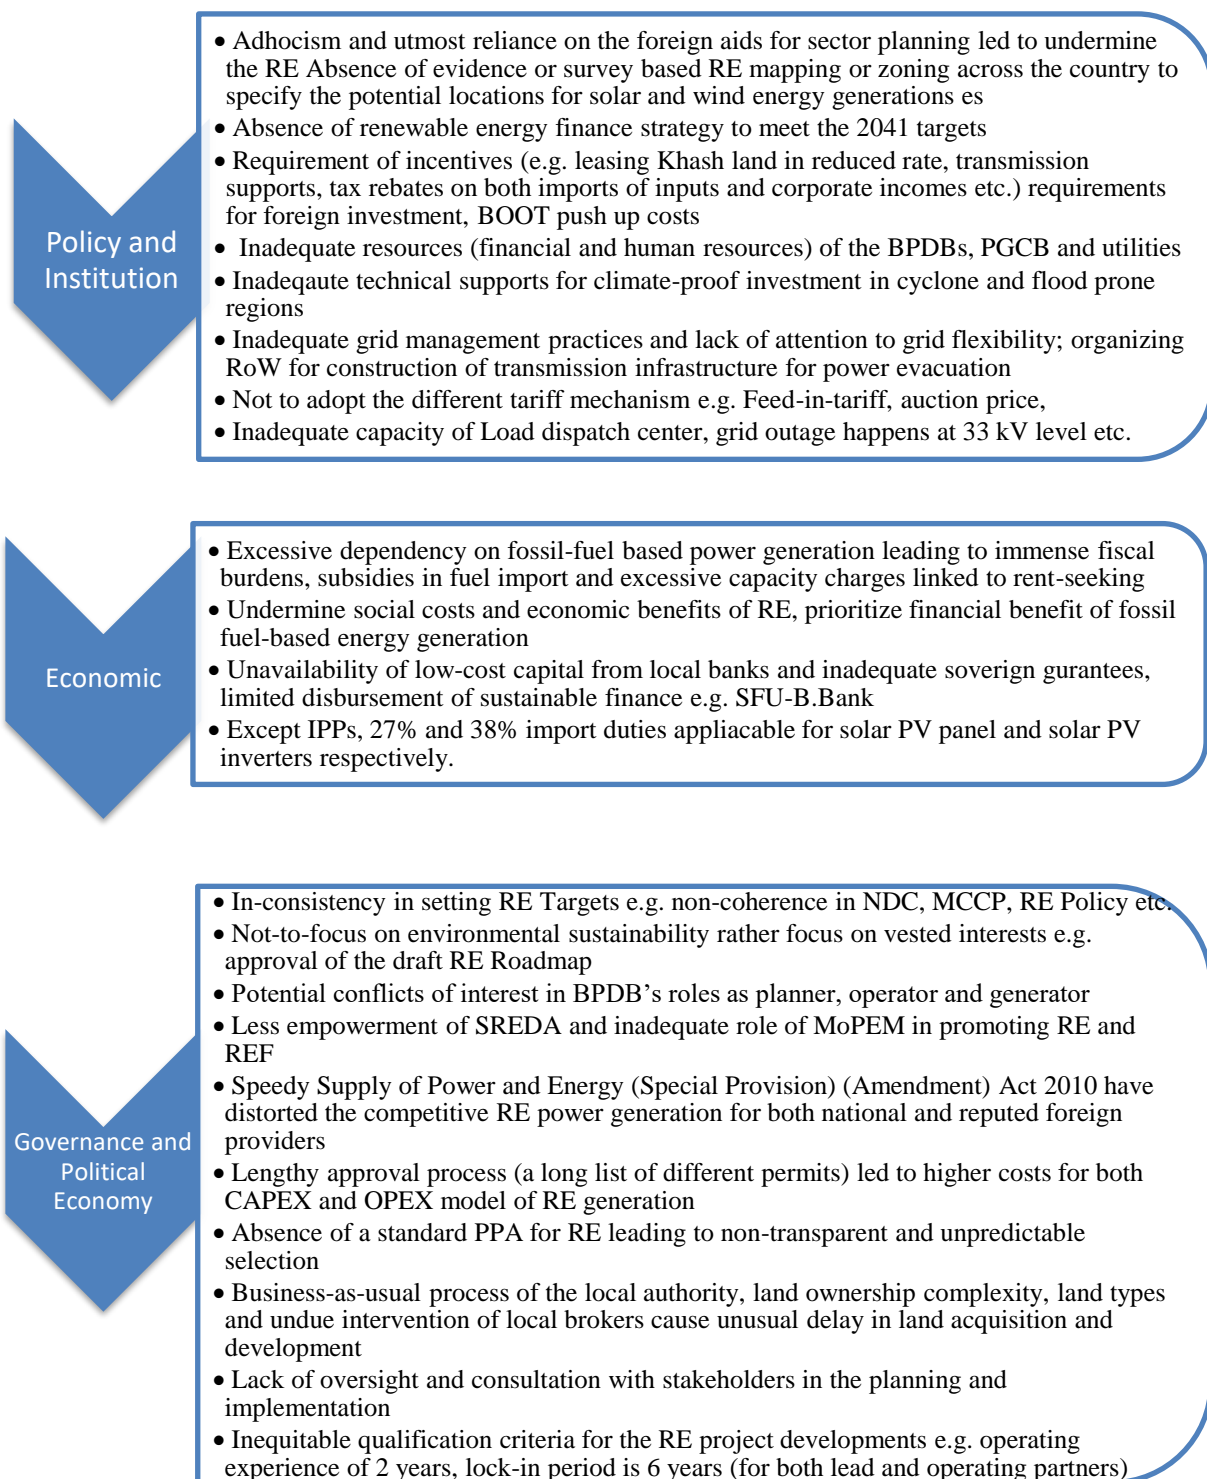 Policy and
Institution
• Adhocism and utmost reliance on the foreign aids for sector planning led to undermine
the RE Absence of evidence or survey based RE mapping or zoning across the country to
specify the potential locations for solar and wind energy generations es
• Absence of renewable energy finance strategy to meet the 2041 targets
• Requirement of incentives (e.g. leasing Khash land in reduced rate, transmission
supports, tax rebates on both imports of inputs and corporate incomes etc.) requirements
for foreign investment, BOOT push up costs
• Inadequate resources (financial and human resources) of the BPDBs, PGCB and utilities
• Inadeqaute technical supports for climate-proof investment in cyclone and flood prone
regions
• Inadequate grid management practices and lack of attention to grid flexibility; organizing
RoW for construction of transmission infrastructure for power evacuation
• Not to adopt the different tariff mechanism e.g. Feed-in-tariff, auction price,
• Inadequate capacity of Load dispatch center, grid outage happens at 33 kV level etc.
Economic
• Excessive dependency on fossil-fuel based power generation leading to immense fiscal
burdens, subsidies in fuel import and excessive capacity charges linked to rent-seeking
• Undermine social costs and economic benefits of RE, prioritize financial benefit of fossil
fuel-based energy generation
• Unavailability of low-cost capital from local banks and inadequate soverign gurantees,
limited disbursement of sustainable finance e.g. SFU-B.Bank
• Except IPPs, 27% and 38% import duties appliacable for solar PV panel and solar PV
inverters respectively.
Governance and
Political
Economy
• In-consistency in setting RE Targets e.g. non-coherence in NDC, MCCP, RE Policy etc.
• Not-to-focus on environmental sustainability rather focus on vested interests e.g.
approval of the draft RE Roadmap
• Potential conflicts of interest in BPDB’s roles as planner, operator and generator
• Less empowerment of SREDA and inadequate role of MoPEM in promoting RE and
REF
• Speedy Supply of Power and Energy (Special Provision) (Amendment) Act 2010 have
distorted the competitive RE power generation for both national and reputed foreign
providers
• Lengthy approval process (a long list of different permits) led to higher costs for both
CAPEX and OPEX model of RE generation
• Absence of a standard PPA for RE leading to non-transparent and unpredictable
selection
• Business-as-usual process of the local authority, land ownership complexity, land types
and undue intervention of local brokers cause unusual delay in land acquisition and
development
• Lack of oversight and consultation with stakeholders in the planning and
implementation
• Inequitable qualification criteria for the RE project developments e.g. operating
experience of 2 years, lock-in period is 6 years (for both lead and operating partners)